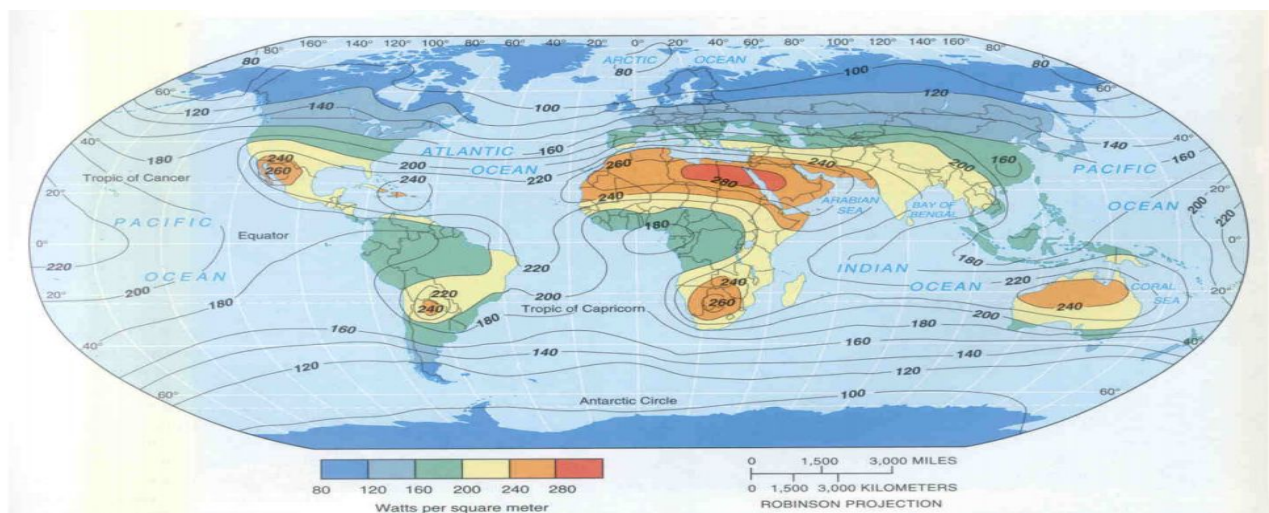 80° 160° 140° 120° 100° 80° 60° 40° 20° 0° 20° 40° 60° 80° 100° 120° 140° 160° 80°
80 ARCTIC OCEAN 80 100 80
60° 140 100 120 60°
120 120
40° 180 ATLANTIC 160 140 40°
240 200 OCEAN 260 240 200 160 PACIFIC 160
Tropic of Cancer 260 220 280
20° 240 240 ARABIAN SEA BAY OF BENGAL OCEAN 20°
PACIFIC 180 200
0° Equator 220 0°
220 OCEAN 220 INDIAN 180
200 220 200 240 OCEAN 220 CORAL SEA
20° 180 240 Tropic of Capricorn 260 200 240 20°
180 180
160 160
40° 140 140 40°
120 120
60° 100 60°
Antarctic Circle
80 120 160 200 240 280
Watts per square meter
0 1,500 3,000 MILES
0 1,500 3,000 KILOMETERS
ROBINSON PROJECTION